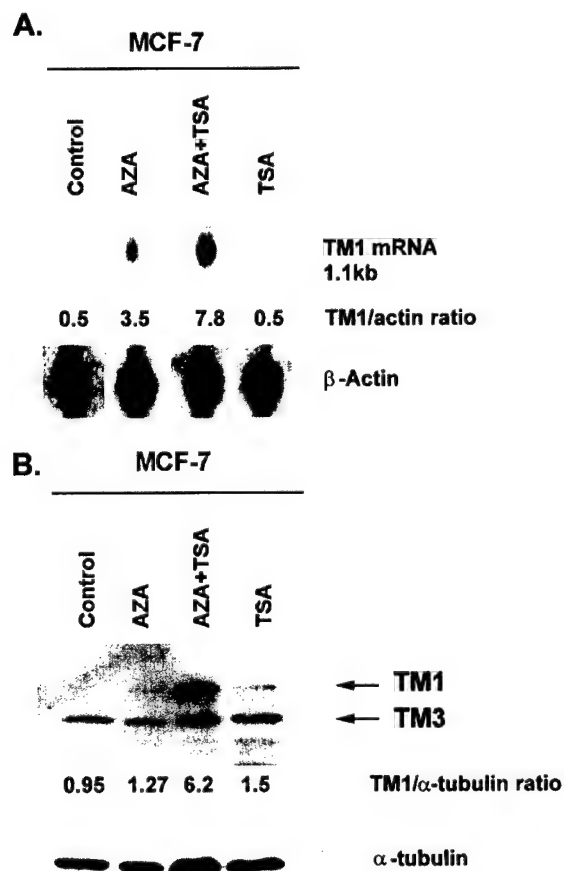 A.
MCF-7
Control
AZA
AZA+TSA
TSA
TM1 mRNA
1.1kb
0.5 3.5 7.8 0.5 TM1/actin ratio
β-Actin
B.
MCF-7
Control
AZA
AZA+TSA
TSA
TM1
TM3
0.95 1.27 6.2 1.5 TM1/α-tubulin ratio
α-tubulin